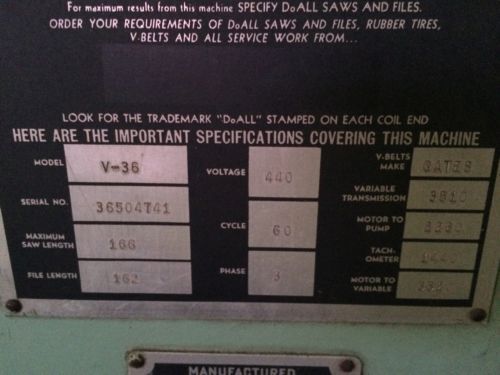 For maximum results from this machine SPECIFY DoALL SAWS AND FILES.
ORDER YOUR REQUIREMENTS OF DoALL SAWS AND FILES, RUBBER TIRES,
V-BELTS AND ALL SERVICE WORK FROM...
LOOK FOR THE TRADEMARK "DoALL" STAMPED ON EACH COIL END
HERE ARE THE IMPORTANT SPECIFICATIONS COVERING THIS MACHINE
MODEL V-36
SERIAL NO. 36504741
MAXIMUM
SAW LENGTH 166
FILE LENGTH 162
VOLTAGE 440
CYCLE 60
PHASE 3
V-BELTS
MAKE GATES
VARIABLE
TRANSMISSION 3810
MOTOR TO
PUMP
TACH-
OMETER
MOTOR TO
VARIABLE
MANUFACTURED